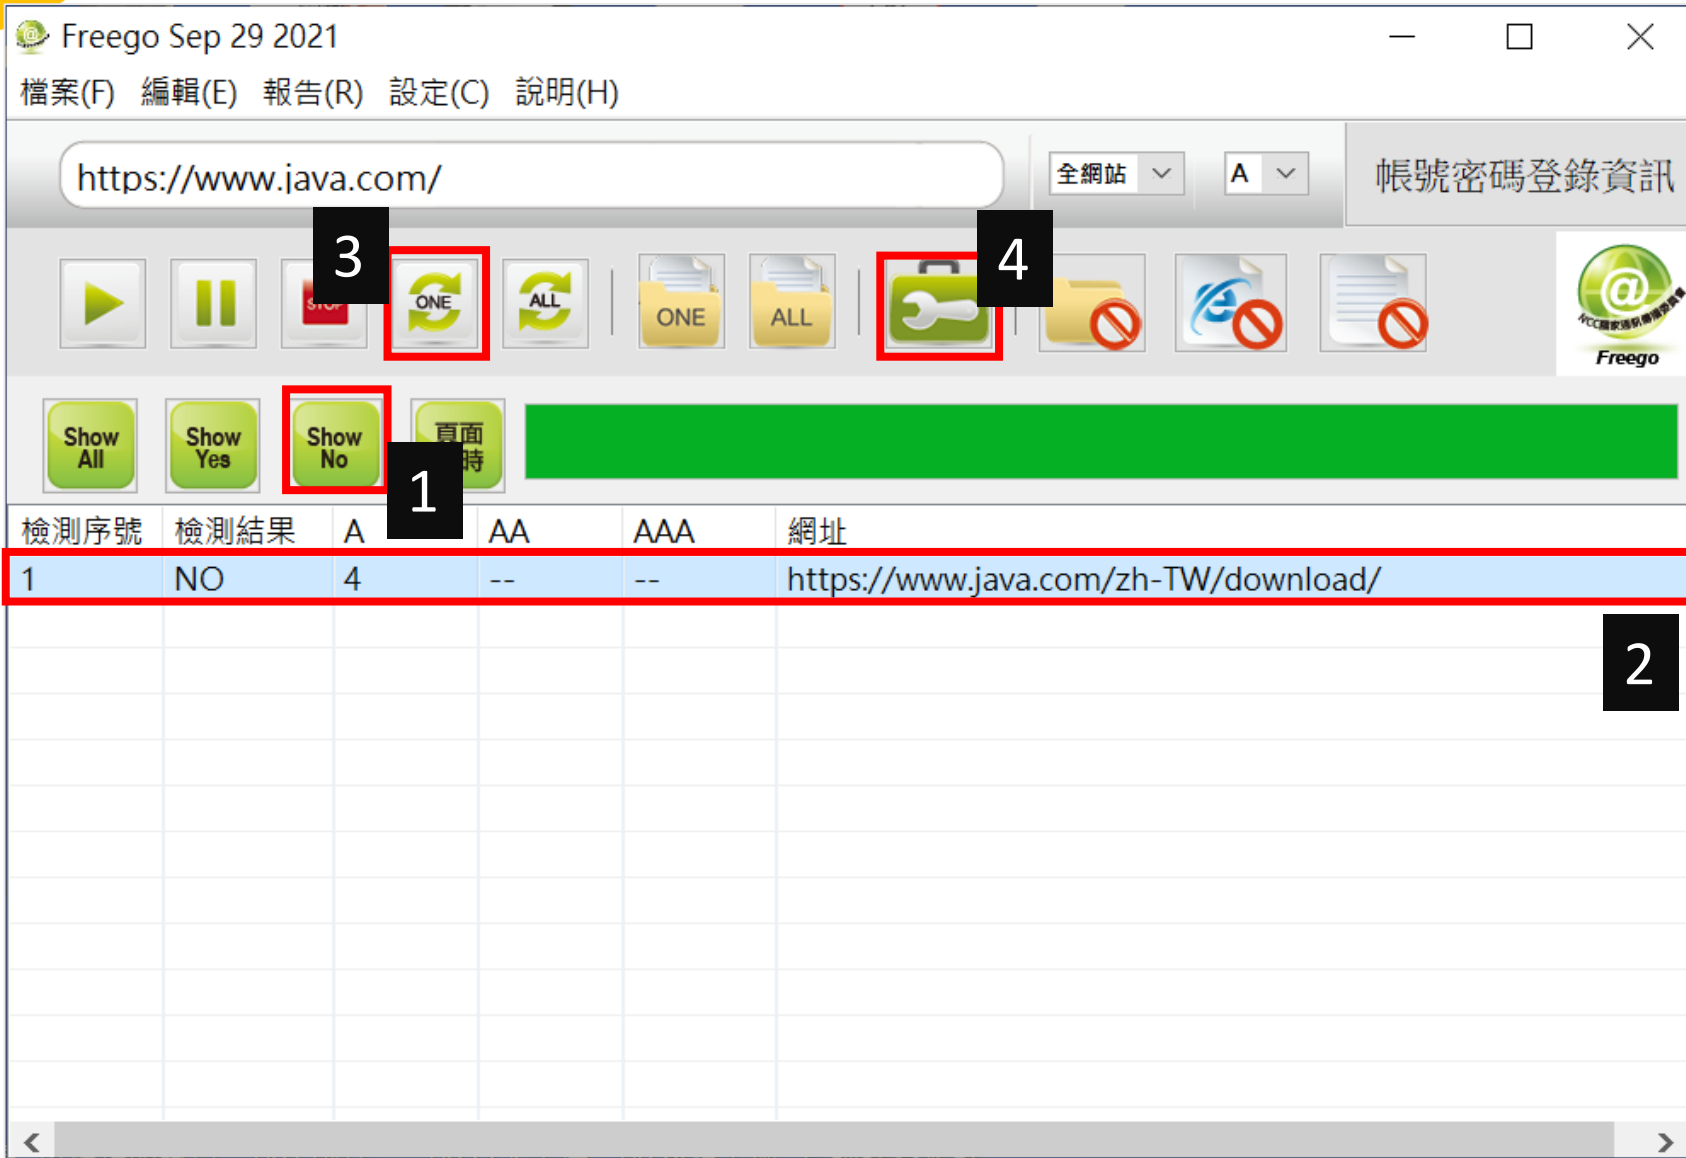 Freego Sep 29 2021
檔案(F) 編輯(E) 報告(R) 設定(C) 說明(H)
https://www.java.com/
全網站
A
帳號密碼登錄資訊
3
4
ONE
ALL
ONE
ALL
Freego
Show All
Show Yes
Show No
頁面
時
1
檢測序號 檢測結果 A AA AAA 網址
1 NO 4 -- -- https://www.java.com/zh-TW/download/
2